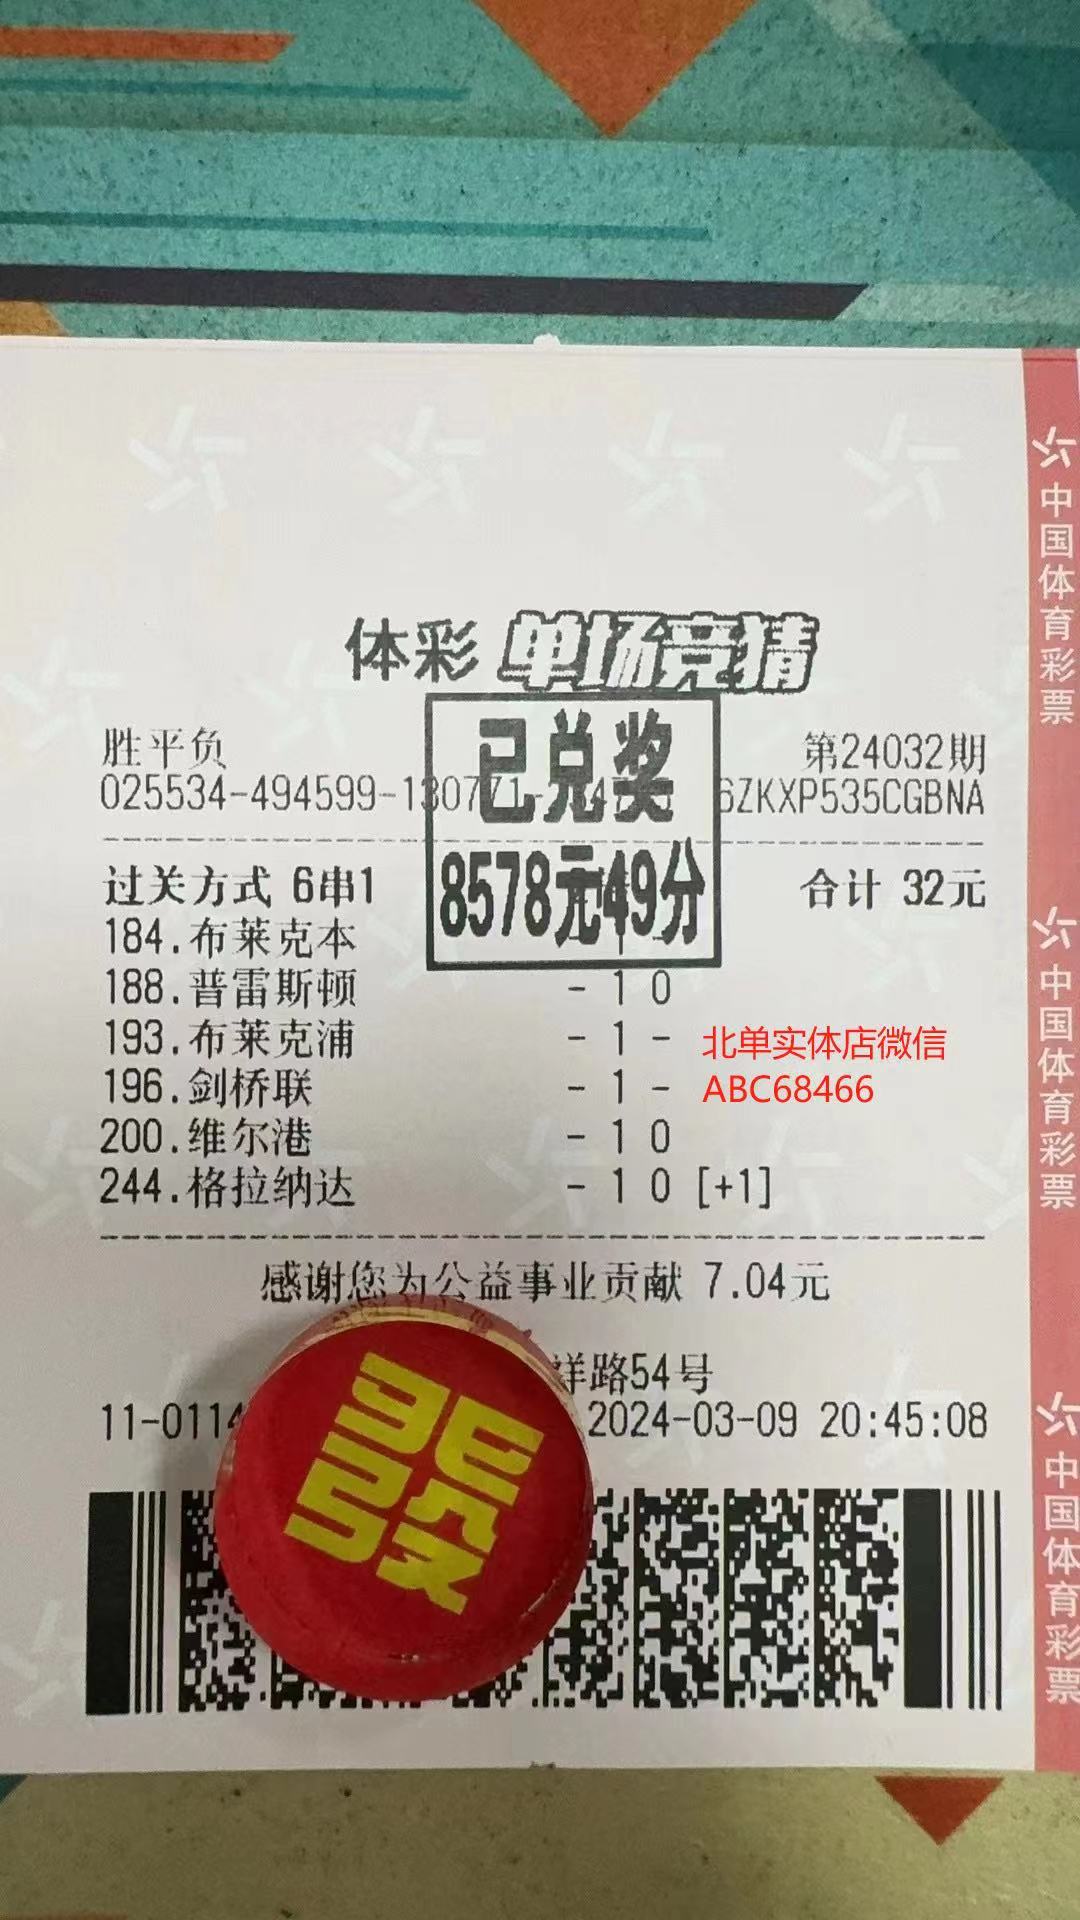 体彩 单场竞猜
已兑奖
8578元49分
胜平负 第24032期
025534-494599-130771- 6ZKXP535CGBNA
过关方式 6串1 合计 32元
184.布莱克本 - 1 -
188.普雷斯顿 - 1 0
193.布莱克浦 - 1 -
196.剑桥联 - 1 -
200.维尔港 - 1 0
244.格拉纳达 - 1 0 [+1]
北单实体店微信
ABC68466
感谢您为公益事业贡献 7.04元
祥路54号
11-0114 2024-03-09 20:45:08
發
中国体育彩票
中国体育彩票
中国体育彩票